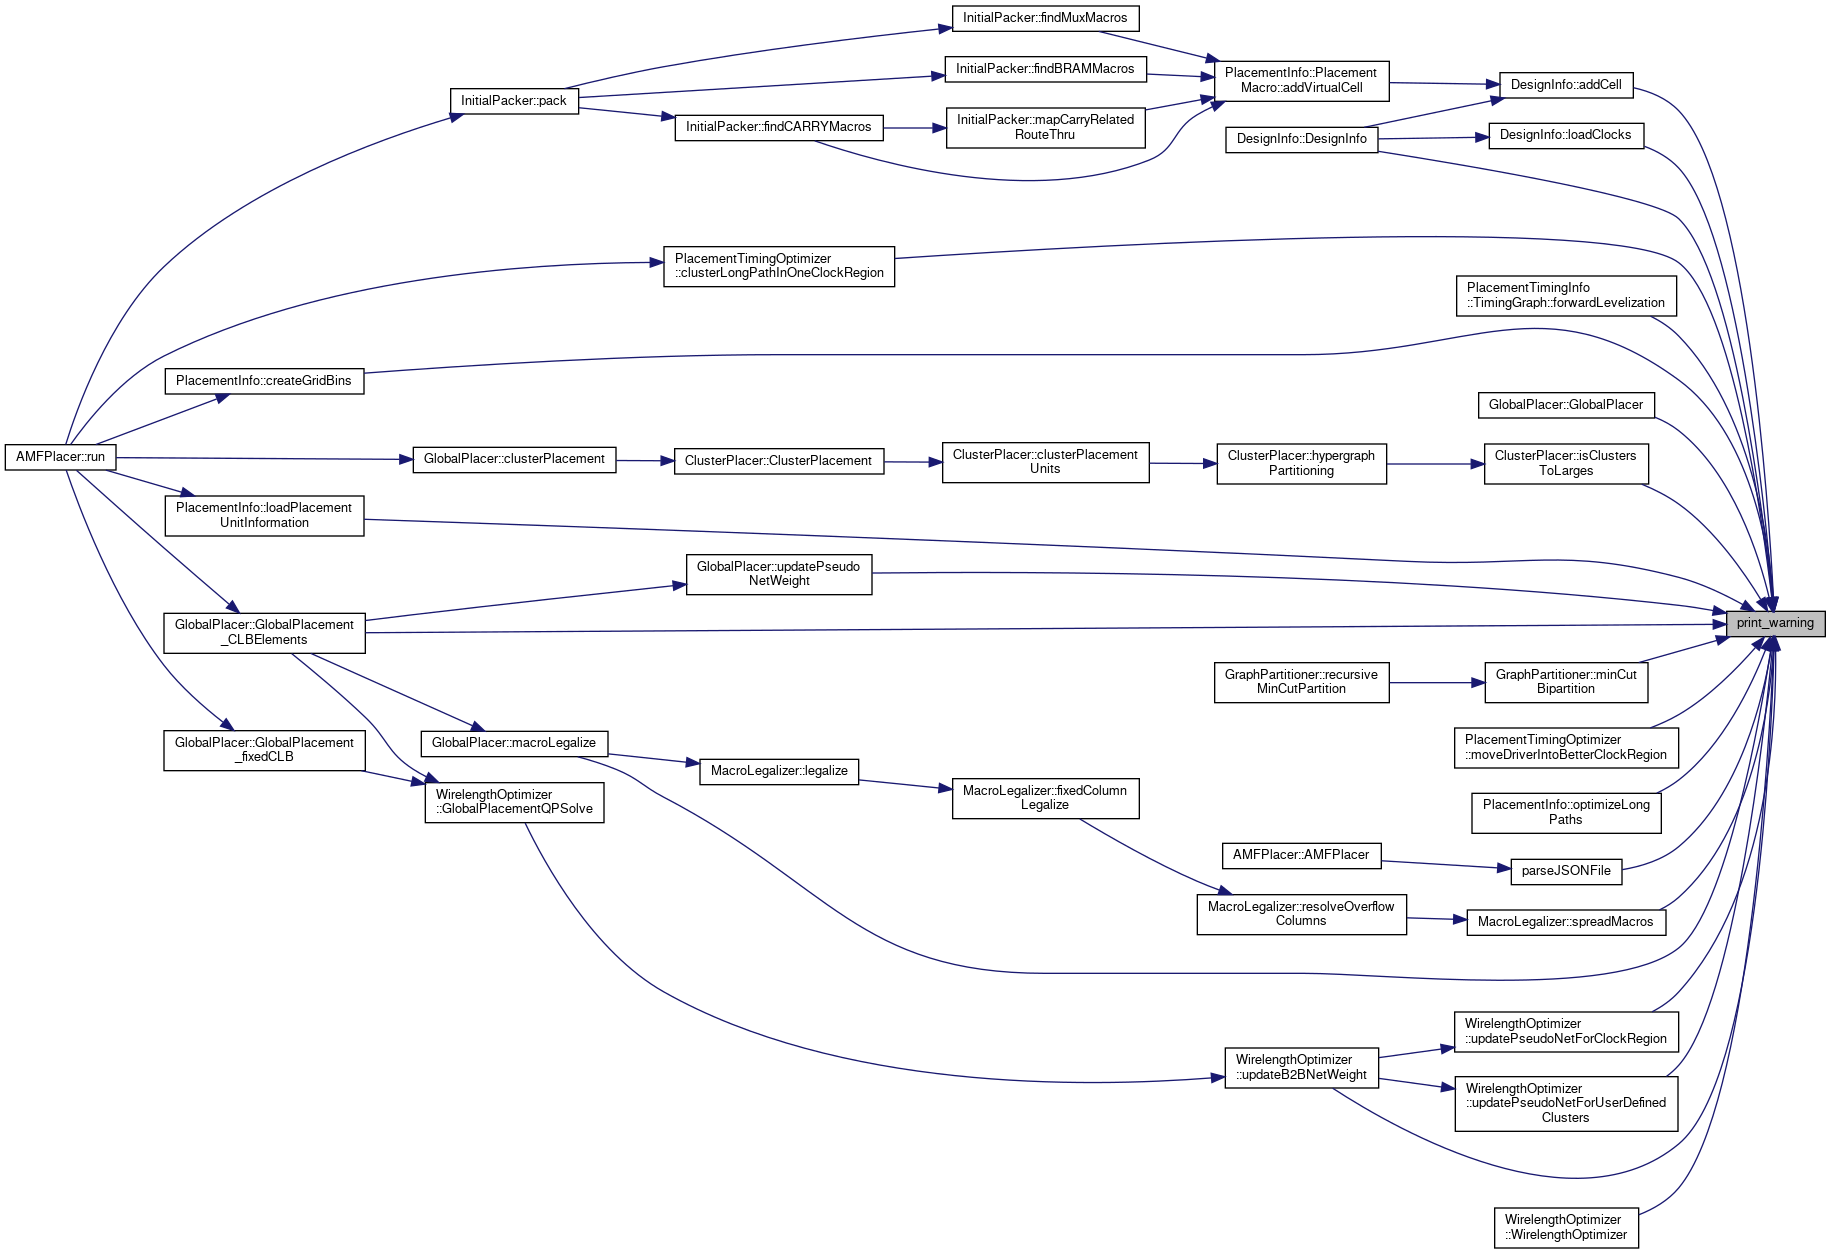 InitialPacker::findMuxMacros
InitialPacker::findBRAMMacros
PlacementInfo::Placement
Macro::addVirtualCell
DesignInfo::addCell
InitialPacker::pack
InitialPacker::findCARRYMacros
InitialPacker::mapCarryRelated
RouteThru
DesignInfo::DesignInfo
DesignInfo::loadClocks
PlacementTimingOptimizer
::clusterLongPathInOneClockRegion
PlacementTimingInfo
::TimingGraph::forwardLevelization
PlacementInfo::createGridBins
GlobalPlacer::GlobalPlacer
AMFPlacer::run
GlobalPlacer::clusterPlacement
ClusterPlacer::ClusterPlacement
ClusterPlacer::clusterPlacement
Units
ClusterPlacer::hypergraph
Partitioning
ClusterPlacer::isClusters
ToLarges
PlacementInfo::loadPlacement
UnitInformation
GlobalPlacer::updatePseudo
NetWeight
GlobalPlacer::GlobalPlacement
_CLBElements
print_warning
GraphPartitioner::recursive
MinCutPartition
GraphPartitioner::minCut
Bipartition
GlobalPlacer::GlobalPlacement
_fixedCLB
GlobalPlacer::macroLegalize
PlacementTimingOptimizer
::moveDriverIntoBetterClockRegion
MacroLegalizer::legalize
WirelengthOptimizer
::GlobalPlacementQPSolve
MacroLegalizer::fixedColumn
Legalize
PlacementInfo::optimizeLong
Paths
AMFPlacer::AMFPlacer
parseJSONFile
MacroLegalizer::resolveOverflow
Columns
MacroLegalizer::spreadMacros
WirelengthOptimizer
::updatePseudoNetForClockRegion
WirelengthOptimizer
::updateB2BNetWeight
WirelengthOptimizer
::updatePseudoNetForUserDefined
Clusters
WirelengthOptimizer
::WirelengthOptimizer